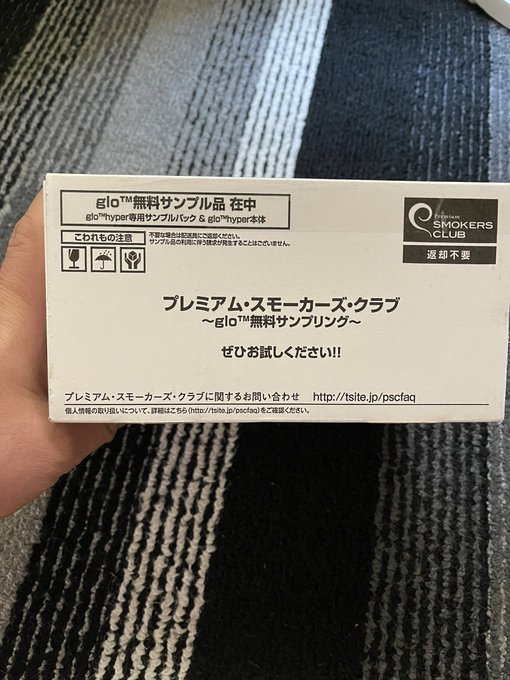 glo™無料サンプル品 在中
glo™hyper専用サンプルパック & glo™hyper本体
こわれもの注意
不要な場合は配送員にご返却ください。
サンプル品の利用に伴う請求が発生することはございません。
Premium
SMOKERS
CLUB
返却不要
プレミアム・スモーカーズ・クラブ
～glo™無料サンプリング～
ぜひお試しください!!
プレミアム・スモーカーズ・クラブに関するお問い合わせ http://tsite.jp/pscfaq
個人情報の取り扱いについて、詳細はこちら(http://tsite.jp/pscfaq)をご確認ください。